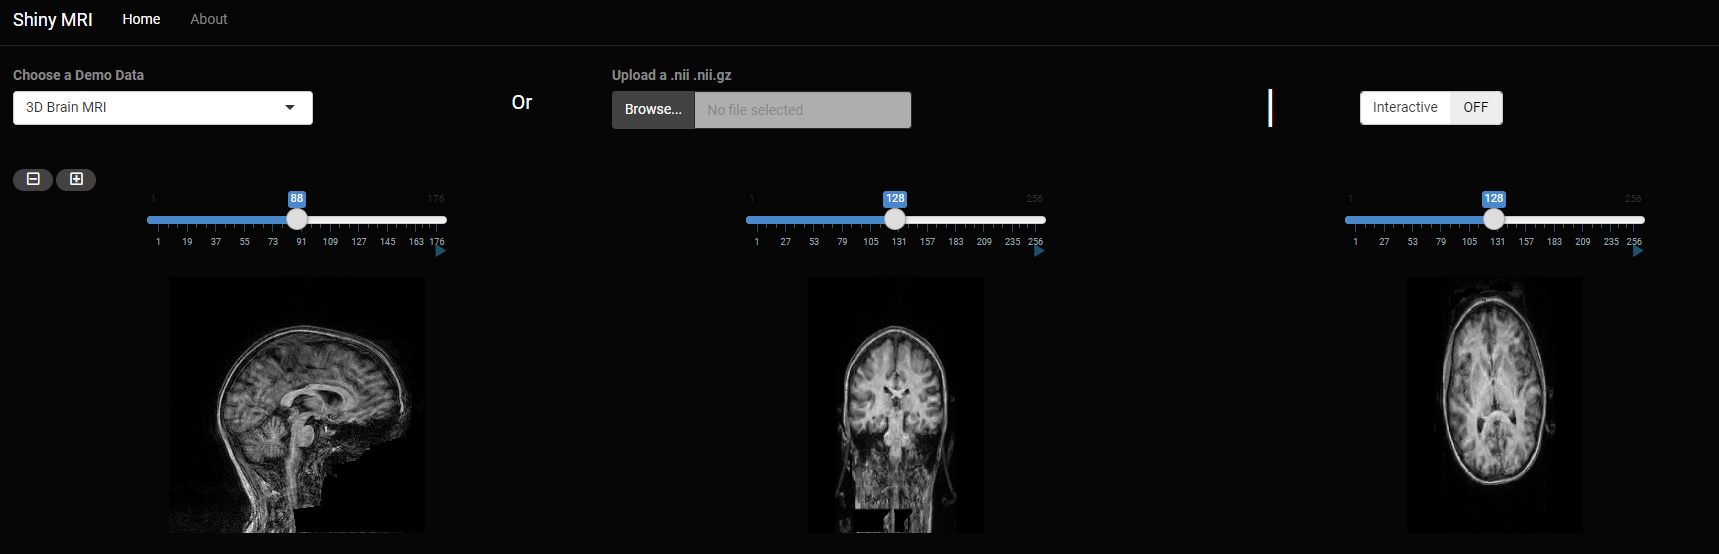 Shiny MRI Home About
Choose a Demo Data
3D Brain MRI
Or
Upload a .nii .nii.gz
Browse... No file selected
Interactive OFF
1 88 176
1 19 37 55 73 91 109 127 145 163 176
1 128 256
1 27 53 79 105 131 157 183 209 235 256
1 128 256
1 27 53 79 105 131 157 183 209 235 256